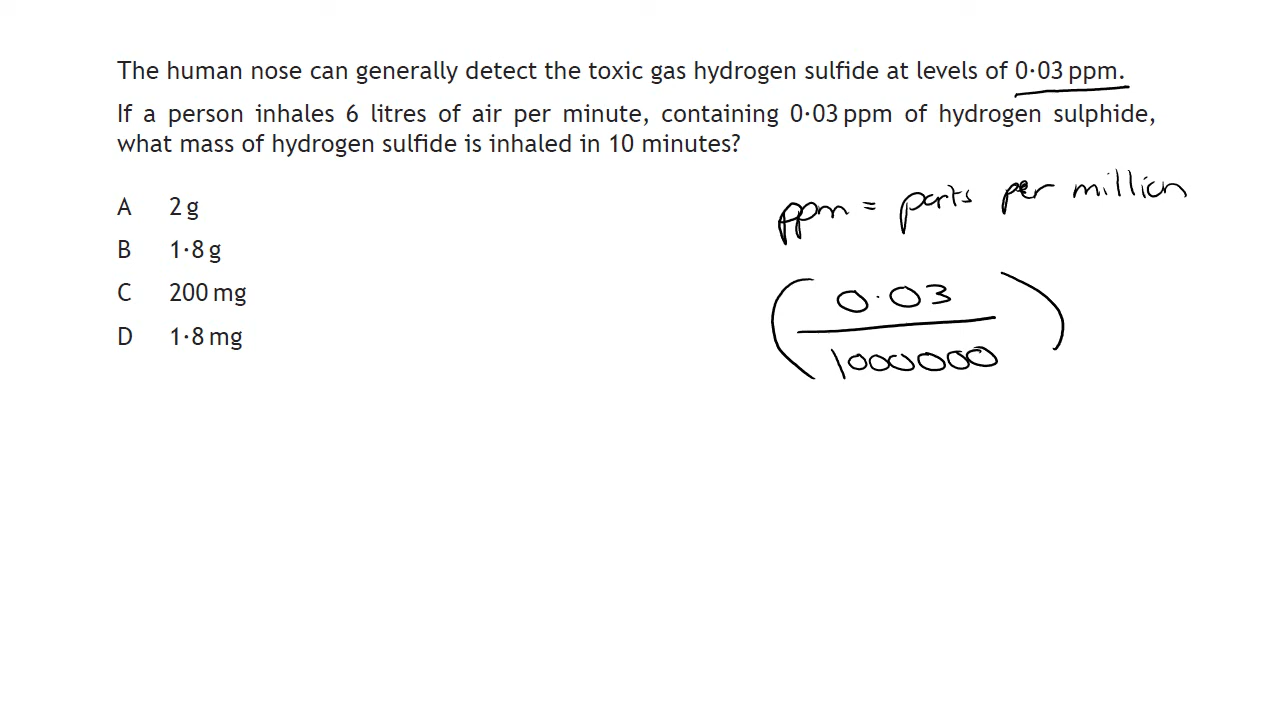 The human nose can generally detect the toxic gas hydrogen sulfide at levels of 0·03 ppm.
If a person inhales 6 litres of air per minute, containing 0·03 ppm of hydrogen sulphide,
what mass of hydrogen sulfide is inhaled in 10 minutes?
A 2 g
B 1·8 g
C 200 mg
D 1·8 mg
ppm = parts per million
( 0·03 / 1000000 )